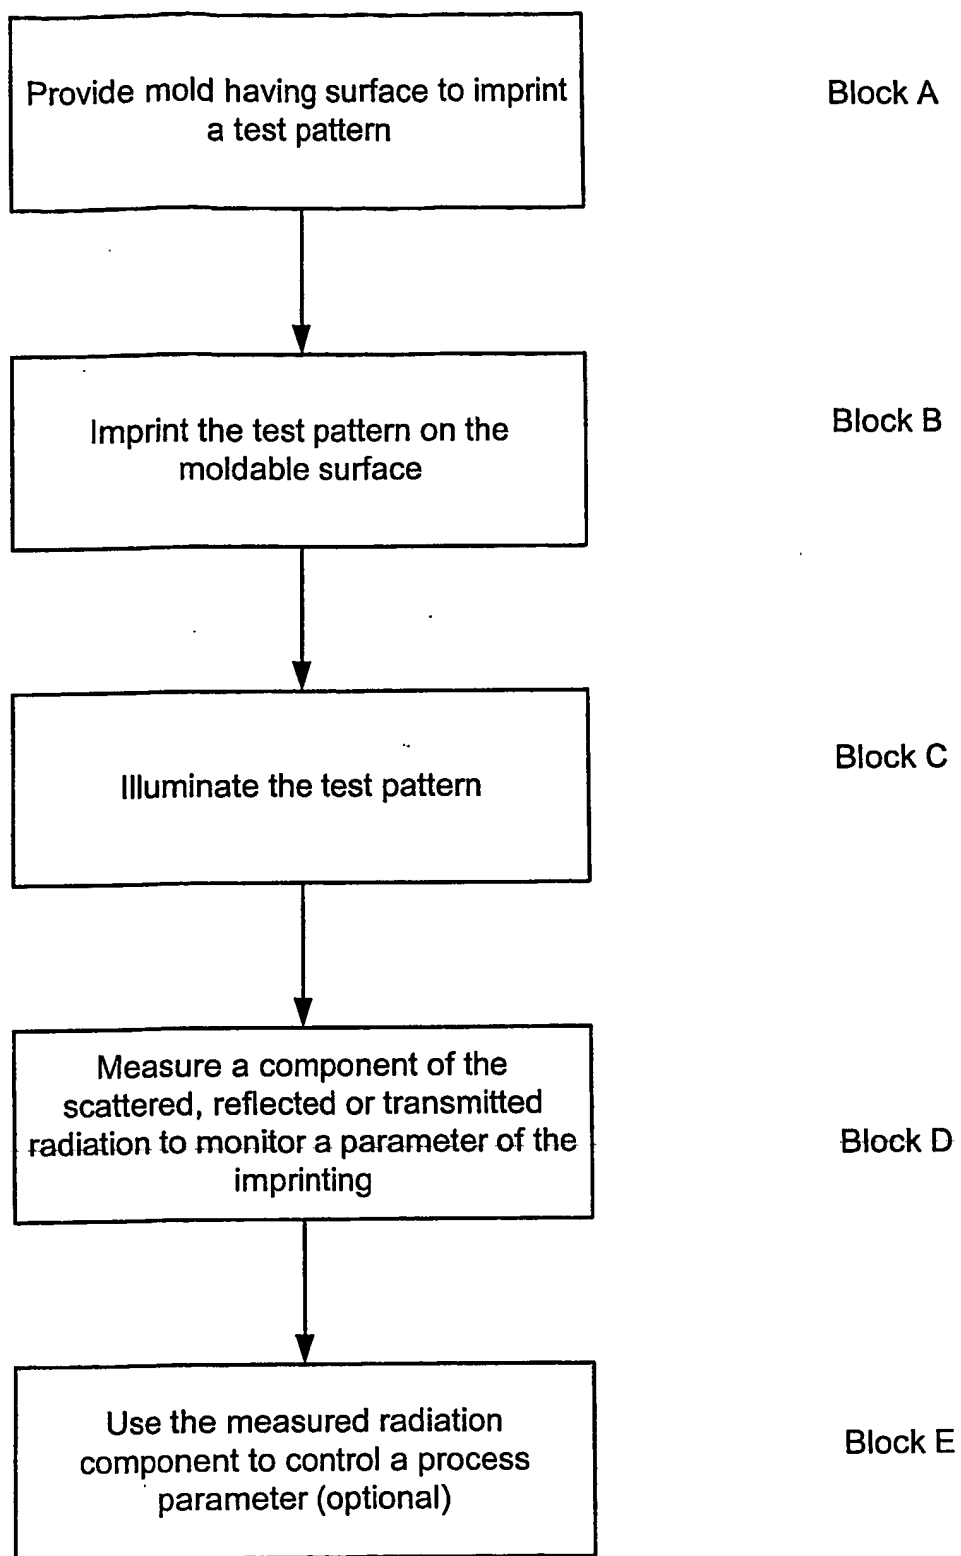 Provide mold having surface to imprint
a test pattern
Block A
Imprint the test pattern on the
moldable surface
Block B
Illuminate the test pattern
Block C
Measure a component of the
scattered, reflected or transmitted
radiation to monitor a parameter of the
imprinting
Block D
Use the measured radiation
component to control a process
parameter (optional)
Block E